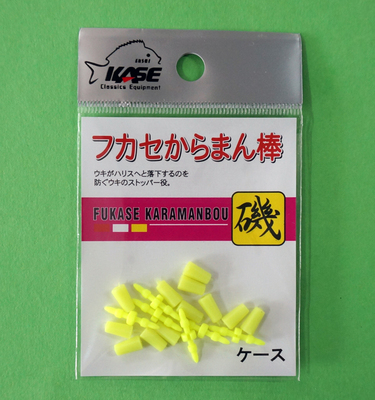 IKASE
Classics Equipment
フカセからまん棒
ウキがハリスへと落下するのを
防ぐウキのストッパー役。
FUKASE KARAMANBOU
磯
ケース